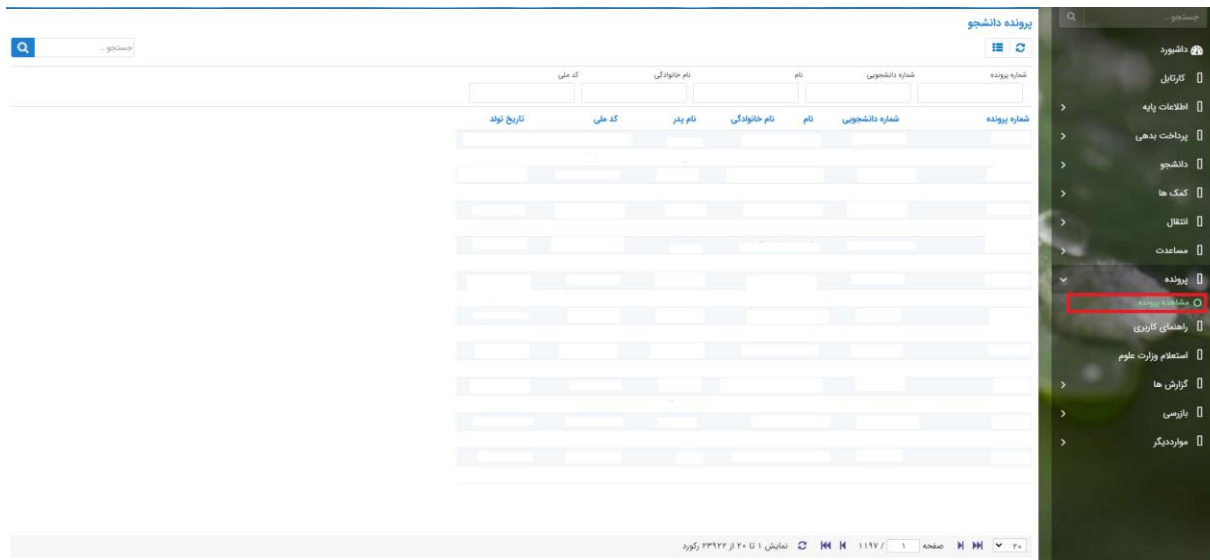 جستجو...
داشبورد
کارتابل
اطلاعات پایه
پرداخت بدهی
دانشجو
کمک ها
انتقال
مساعدت
پرونده
مشاهده پرونده
راهنمای کاربری
استعلام وزارت علوم
گزارش ها
بازرسی
مواردیگر
پرونده دانشجو
جستجو...
شماره پرونده شماره دانشجویی نام نام خانوادگی کد ملی
شماره پرونده شماره دانشجویی نام نام خانوادگی نام پدر کد ملی تاریخ تولد
۲۰ صفحه ۱ / ۱۱۹۷ نمایش ۱ تا ۲۰ از ۲۳۹۲۲ رکورد